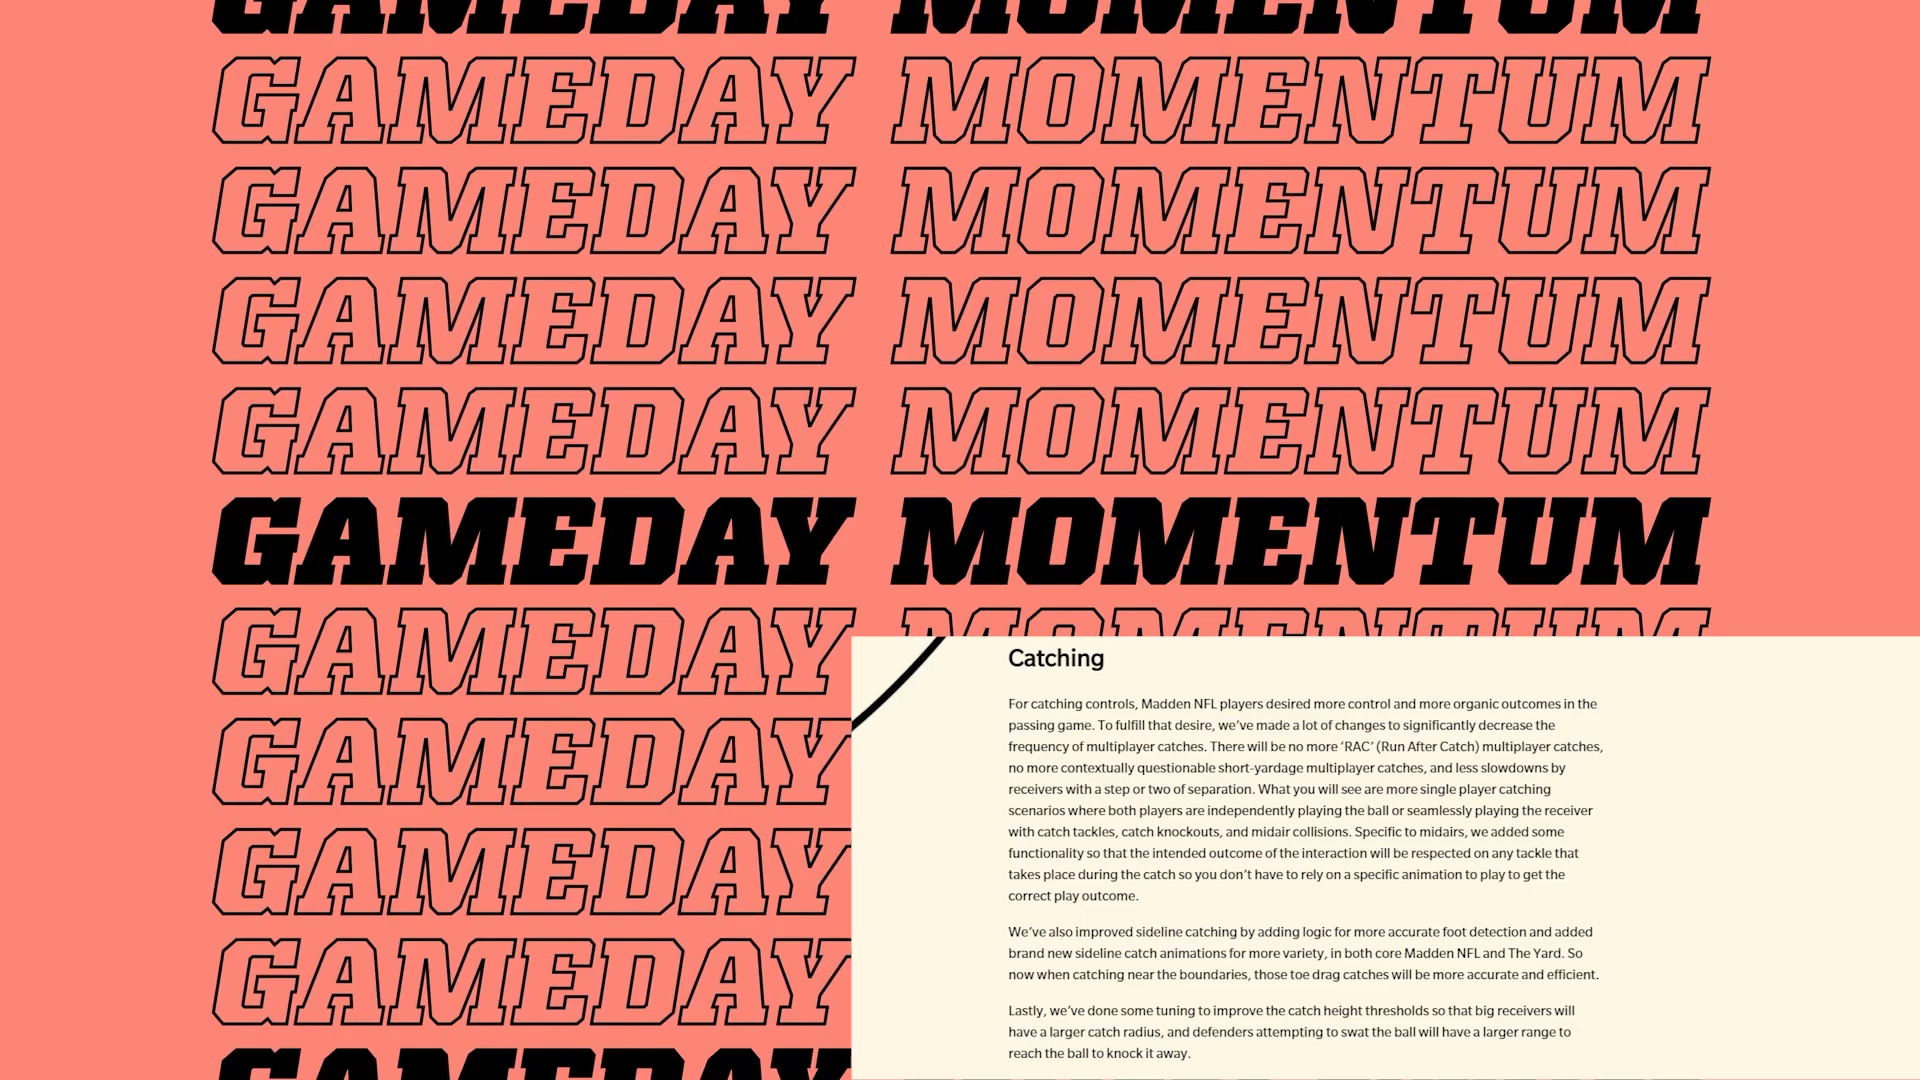 GAMEDAY MOMENTUM
GAMEDAY MOMENTUM
GAMEDAY MOMENTUM
GAMEDAY MOMENTUM
GAMEDAY MOMENTUM
GAMEDAY MOMENTUM
GAMEDAY MOMENTUM
GAMEDAY
GAMEDAY
GAMEDAY
GAMEDAY
Catching
For catching controls, Madden NFL players desired more control and more organic outcomes in the
passing game. To fulfill that desire, we’ve made a lot of changes to significantly decrease the
frequency of multiplayer catches. There will be no more ‘RAC’ (Run After Catch) multiplayer catches,
no more contextually questionable short-yardage multiplayer catches, and less slowdowns by
receivers with a step or two of separation. What you will see are more single player catching
scenarios where both players are independently playing the ball or seamlessly playing the receiver
with catch tackles, catch knockouts, and midair collisions. Specific to midairs, we added some
functionality so that the intended outcome of the interaction will be respected on any tackle that
takes place during the catch so you don’t have to rely on a specific animation to play to get the
correct play outcome.
We’ve also improved sideline catching by adding logic for more accurate foot detection and added
brand new sideline catch animations for more variety, in both core Madden NFL and The Yard. So
now when catching near the boundaries, those toe drag catches will be more accurate and efficient.
Lastly, we’ve done some tuning to improve the catch height thresholds so that big receivers will
have a larger catch radius, and defenders attempting to swat the ball will have a larger range to
reach the ball to knock it away.